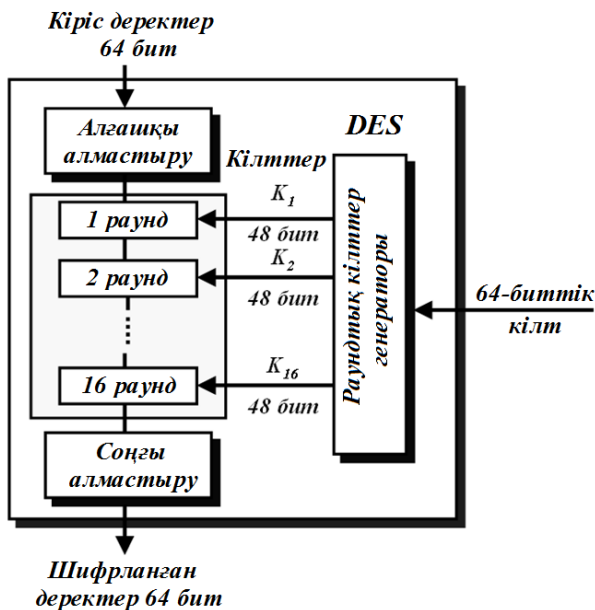 Кіріс деректер
64 бит
Алғашқы
алмастыру
DES
Кілттер
K1
1 раунд
48 бит
K2
2 раунд
48 бит
Раундтық кілттер
генераторы
64-биттік
кілт
K16
16 раунд
48 бит
Соңғы
алмастыру
Шифрланған
деректер 64 бит